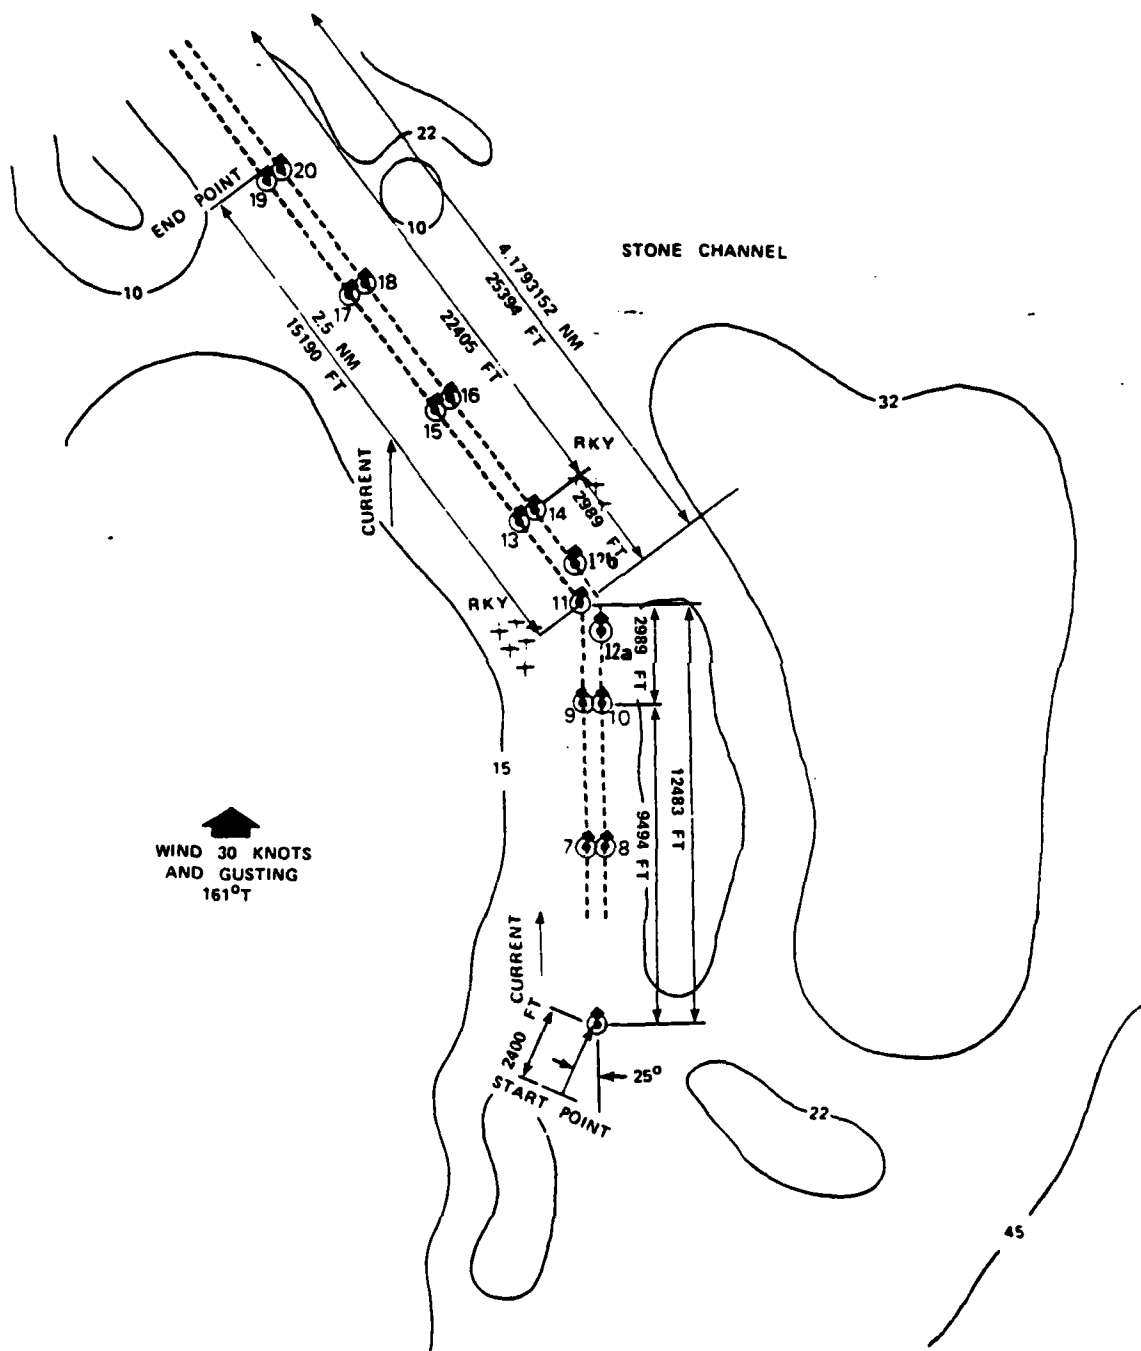 22
20
19
END POINT
10
STONE CHANNEL
10
18
17
4.1793152 NM
25394 FT
22405 FT
2.5 NM
15190 FT
16
15
32
RKY
CURRENT
2989 FT
14
13
11
RKY
12a
2989 FT
9
10
15
12483 FT
9494 FT
7
8
WIND 30 KNOTS
AND GUSTING
161°T
CURRENT
2400 FT
25°
START POINT
22
45